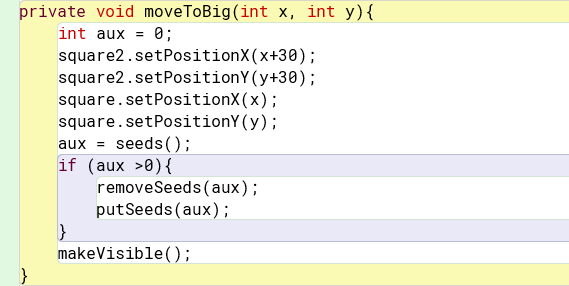 private void moveToBig(int x, int y){
int aux = 0;
square2.setPositionX(x+30);
square2.setPositionY(y+30);
square.setPositionX(x);
square.setPositionY(y);
aux = seeds();
if (aux >0){
removeSeeds(aux);
putSeeds(aux);
}
makeVisible();
}